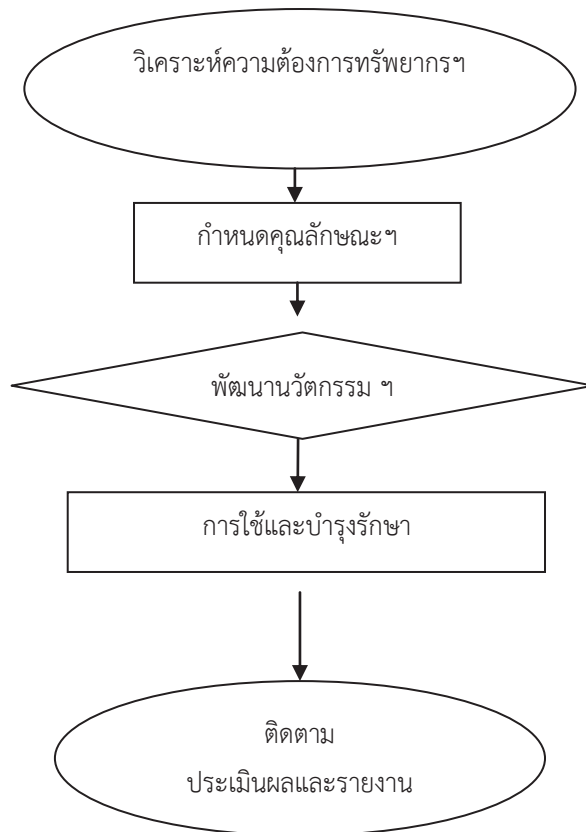 วิเคราะห์ความต้องการทรัพยากรฯ
กำหนดคุณลักษณะฯ
พัฒนานวัตกรรม ฯ
การใช้และบำรุงรักษา
ติดตาม
ประเมินผลและรายงาน